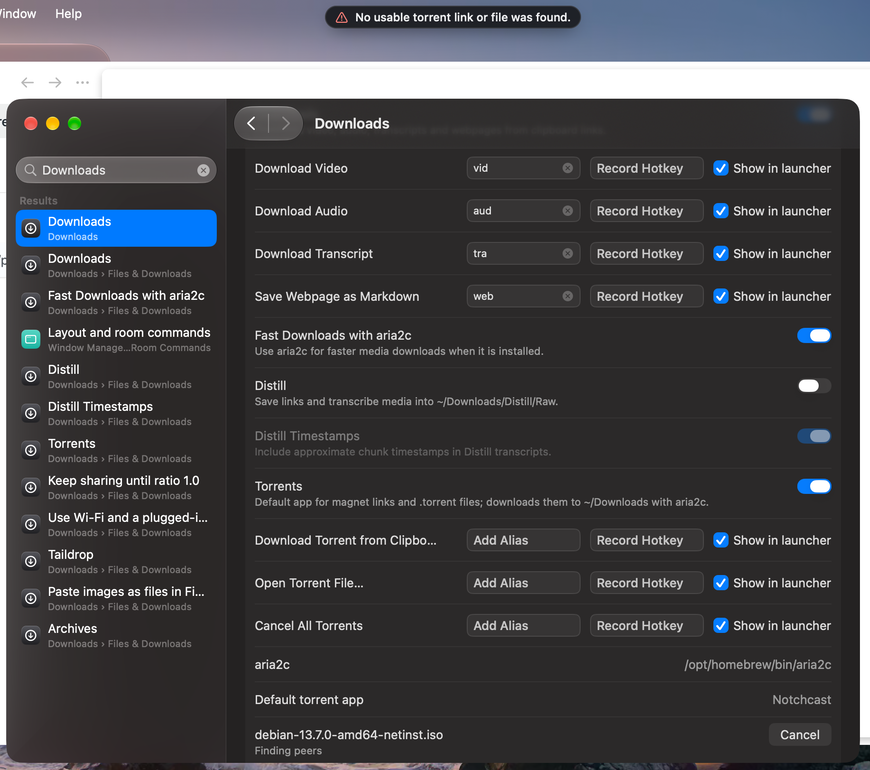 Window Help
No usable torrent link or file was found.
Downloads
Downloads
Results
Downloads
Downloads
Downloads
Downloads › Files & Downloads
Fast Downloads with aria2c
Downloads › Files & Downloads
Layout and room commands
Window Manage...Room Commands
Distill
Downloads › Files & Downloads
Distill Timestamps
Downloads › Files & Downloads
Torrents
Downloads › Files & Downloads
Keep sharing until ratio 1.0
Downloads › Files & Downloads
Use Wi-Fi and a plugged-i...
Downloads › Files & Downloads
Taildrop
Downloads › Files & Downloads
Paste images as files in Fi...
Downloads › Files & Downloads
Archives
Downloads › Files & Downloads
Download Video vid Record Hotkey Show in launcher
Download Audio aud Record Hotkey Show in launcher
Download Transcript tra Record Hotkey Show in launcher
Save Webpage as Markdown web Record Hotkey Show in launcher
Fast Downloads with aria2c
Use aria2c for faster media downloads when it is installed.
Distill
Save links and transcribe media into ~/Downloads/Distill/Raw.
Distill Timestamps
Include approximate chunk timestamps in Distill transcripts.
Torrents
Default app for magnet links and .torrent files; downloads them to ~/Downloads with aria2c.
Download Torrent from Clipbo... Add Alias Record Hotkey Show in launcher
Open Torrent File... Add Alias Record Hotkey Show in launcher
Cancel All Torrents Add Alias Record Hotkey Show in launcher
aria2c /opt/homebrew/bin/aria2c
Default torrent app Notchcast
debian-13.7.0-amd64-netinst.iso Cancel
Finding peers